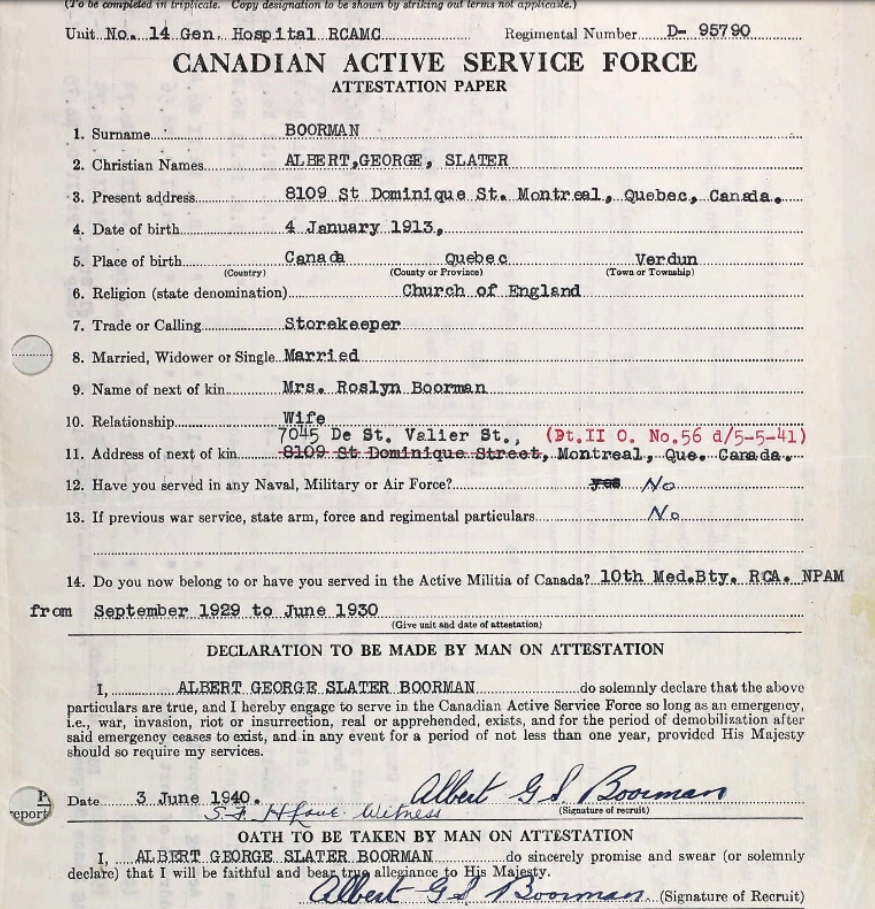 (To be completed in triplicate. Copy designation to be shown by striking out terms not applicable.)
Unit No. 14 Gen. Hospital RCAMC Regimental Number D- 95790
CANADIAN ACTIVE SERVICE FORCE
ATTESTATION PAPER
1. Surname BOORMAN
2. Christian Names ALBERT,GEORGE, SLATER
3. Present address 8109 St Dominique St. Montreal, Quebec, Canada.
4. Date of birth 4 January 1913,
5. Place of birth Canada Quebec Verdun
(Country) (County or Province) (Town or Township)
6. Religion (state denomination) Church of England
7. Trade or Calling Storekeeper
8. Married, Widower or Single Married
9. Name of next of kin Mrs. Roslyn Boorman
10. Relationship Wife
7045 De St. Valier St., (Pt.II O. No.56 d/5-5-41)
11. Address of next of kin 8109 St Dominique Street, Montreal, Que. Canada.
12. Have you served in any Naval, Military or Air Force? yes No
13. If previous war service, state arm, force and regimental particulars No
14. Do you now belong to or have you served in the Active Militia of Canada? 10th Med.Bty. RCA. NPAM
from September 1929 to June 1930
(Give unit and date of attestation)
DECLARATION TO BE MADE BY MAN ON ATTESTATION
I, ALBERT GEORGE SLATER BOORMAN do solemnly declare that the above
particulars are true, and I hereby engage to serve in the Canadian Active Service Force so long as an emergency,
i.e., war, invasion, riot or insurrection, real or apprehended, exists, and for the period of demobilization after
said emergency ceases to exist, and in any event for a period of not less than one year, provided His Majesty
should so require my services.
Date 3 June 1940. Albert G S Boorman
Witness (Signature of recruit)
OATH TO BE TAKEN BY MAN ON ATTESTATION
I, ALBERT GEORGE SLATER BOORMAN do sincerely promise and swear (or solemnly
declare) that I will be faithful and bear true allegiance to His Majesty.
Albert G S Boorman (Signature of Recruit)